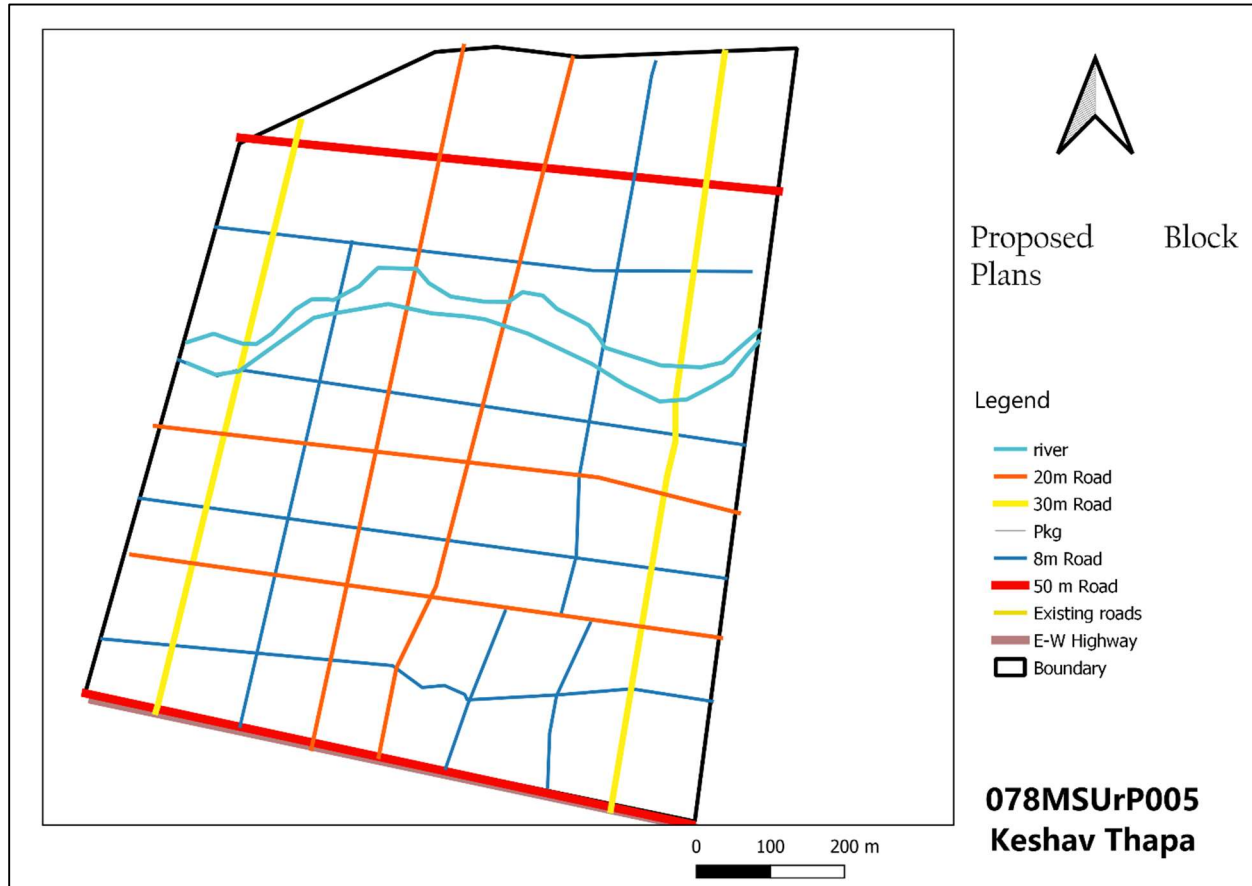 Proposed Block
Plans
Legend
river
20m Road
30m Road
Pkg
8m Road
50 m Road
Existing roads
E-W Highway
Boundary
078MSUrP005
Keshav Thapa
0 100 200 m